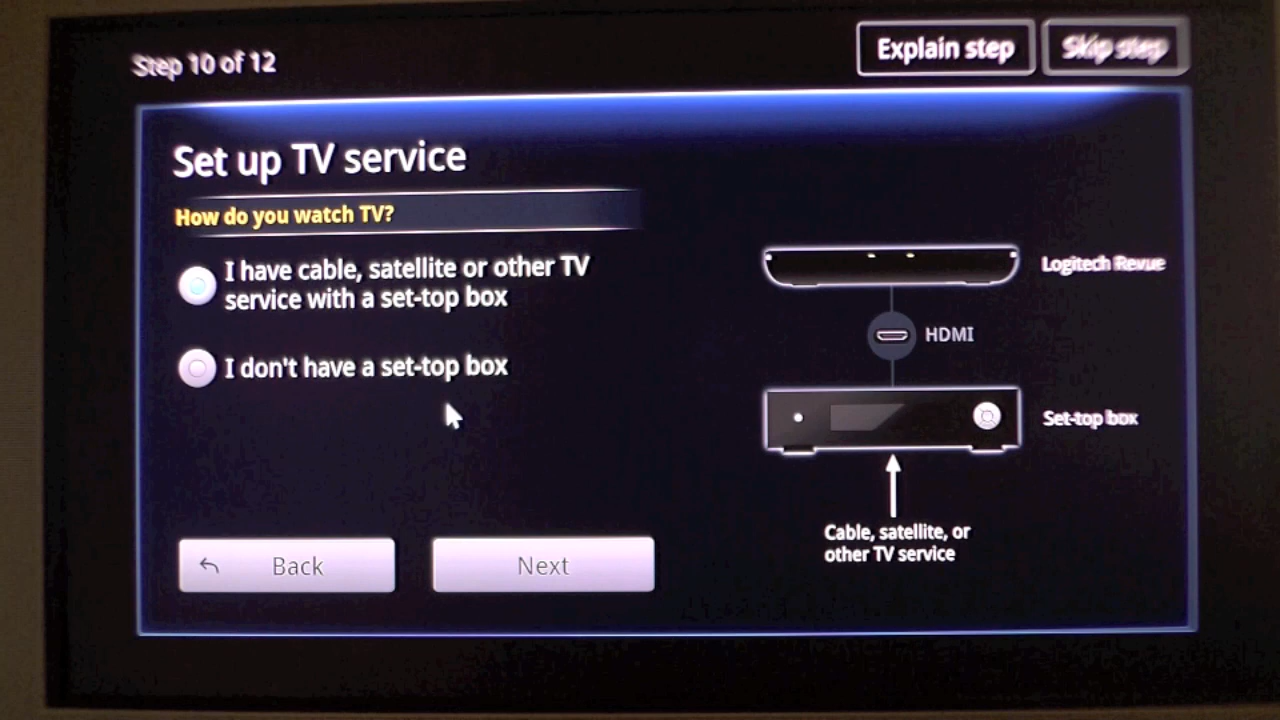 Step 10 of 12
Explain step
Skip step
Set up TV service
How do you watch TV?
I have cable, satellite or other TV
service with a set-top box
I don't have a set-top box
Back
Next
Logitech Revue
HDMI
Set-top box
Cable, satellite, or
other TV service